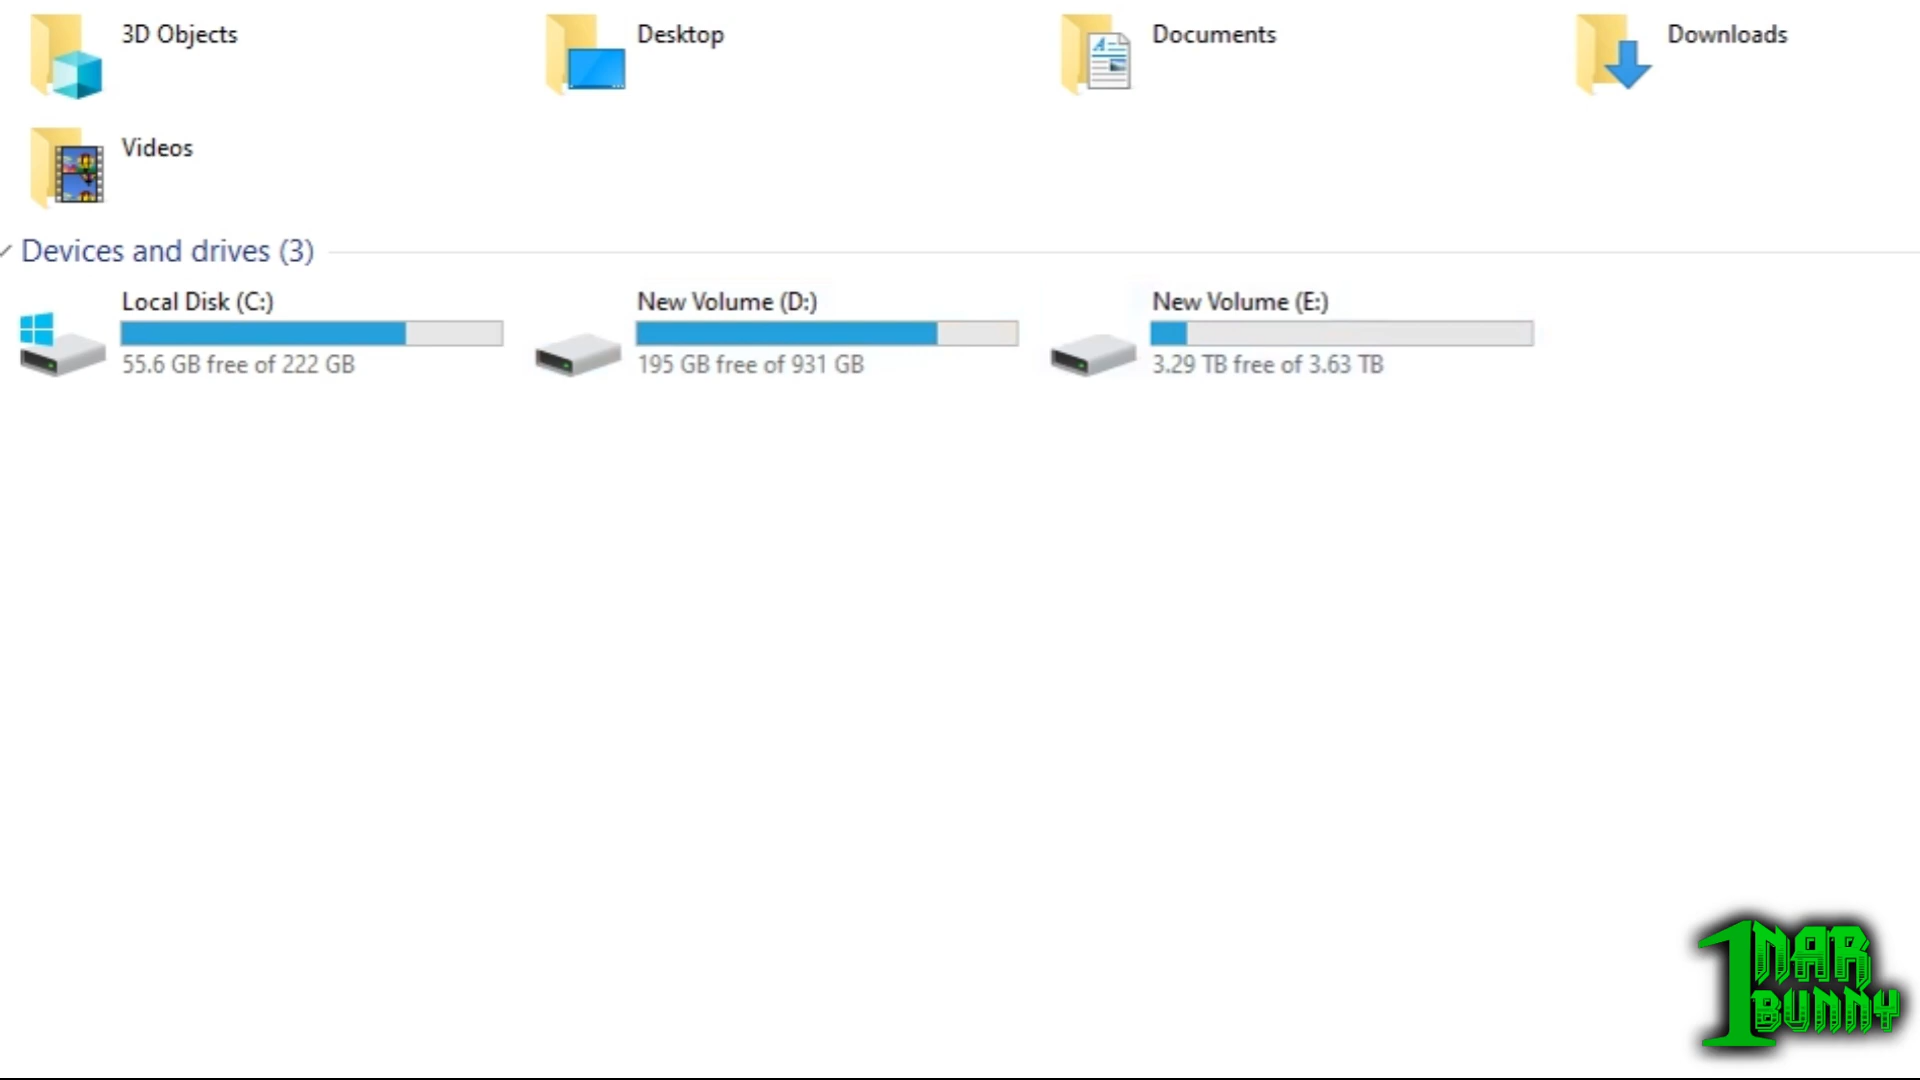 3D Objects
Desktop
Documents
Downloads
Videos
Devices and drives (3)
Local Disk (C:)
55.6 GB free of 222 GB
New Volume (D:)
195 GB free of 931 GB
New Volume (E:)
3.29 TB free of 3.63 TB
1NAR
BUNNY